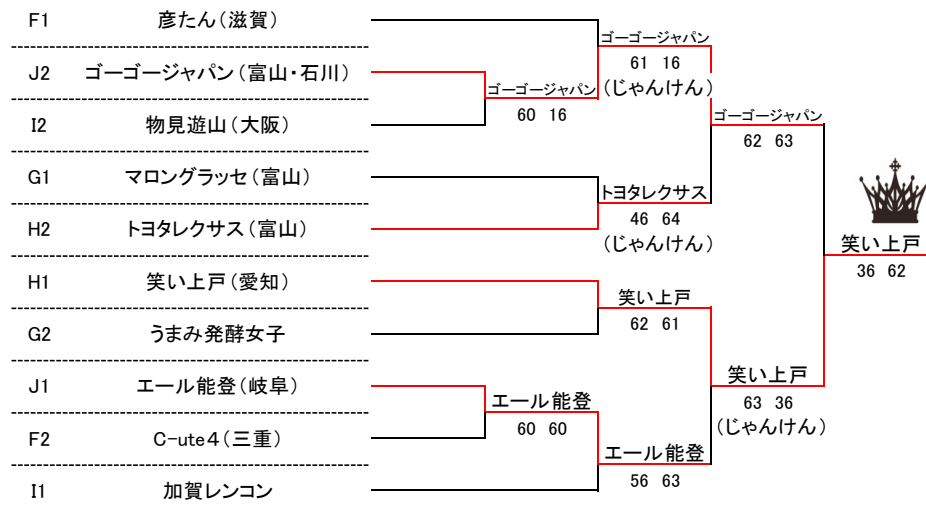 F1 彦たん（滋賀）
J2 ゴーゴージャパン（富山・石川）
I2 物見遊山（大阪）
G1 マロングラッセ（富山）
H2 トヨタレクサス（富山）
H1 笑い上戸（愛知）
G2 うまみ発酵女子
J1 エール能登（岐阜）
F2 C-ute4（三重）
I1 加賀レンコン
ゴーゴージャパン
60 16
エール能登
60 60
ゴーゴージャパン
61 16
（じゃんけん）
トヨタレクサス
46 64
（じゃんけん）
笑い上戸
62 61
エール能登
56 63
ゴーゴージャパン
62 63
笑い上戸
63 36
（じゃんけん）
笑い上戸
36 62